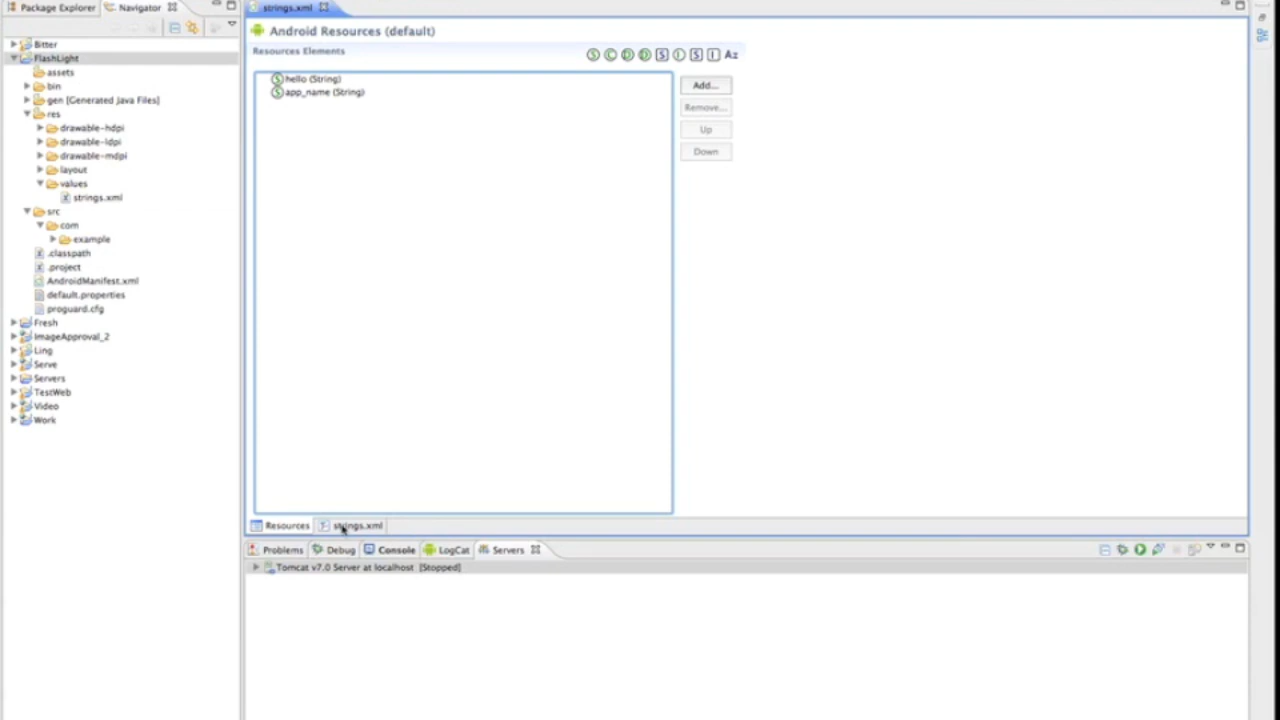 Package Explorer
Navigator
Bitter
FlashLight
assets
bin
gen [Generated Java Files]
res
drawable-hdpi
drawable-ldpi
drawable-mdpi
layout
values
strings.xml
src
com
example
.classpath
.project
AndroidManifest.xml
default.properties
proguard.cfg
Fresh
ImageApproval_2
Ling
Serve
Servers
TestWeb
Video
Work
strings.xml
Android Resources (default)
Resources Elements
S C D D S I S I Az
S hello (String)
S app_name (String)
Add...
Remove...
Up
Down
Resources
strings.xml
Problems
Debug
Console
LogCat
Servers
Tomcat v7.0 Server at localhost [Stopped]